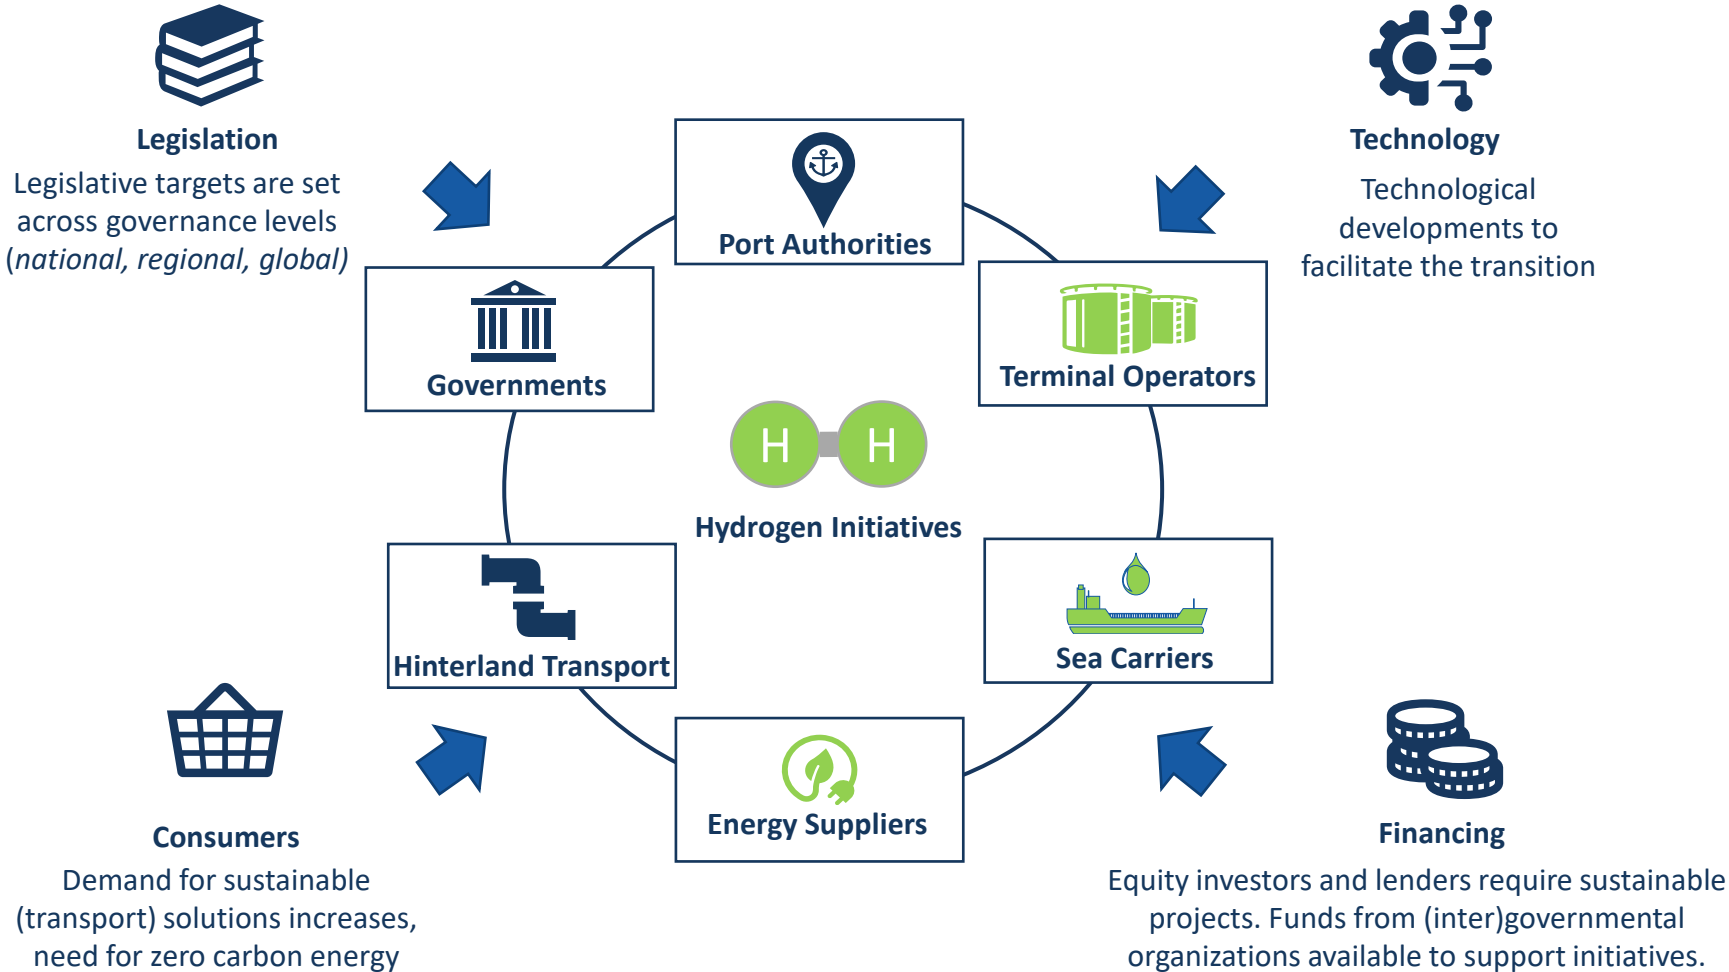 Legislation
Legislative targets are set
across governance levels
(national, regional, global)
Technology
Technological
developments to
facilitate the transition
Port Authorities
Governments
Terminal Operators
H H
Hydrogen Initiatives
Hinterland Transport
Sea Carriers
Energy Suppliers
Consumers
Demand for sustainable
(transport) solutions increases,
need for zero carbon energy
Financing
Equity investors and lenders require sustainable
projects. Funds from (inter)governmental
organizations available to support initiatives.